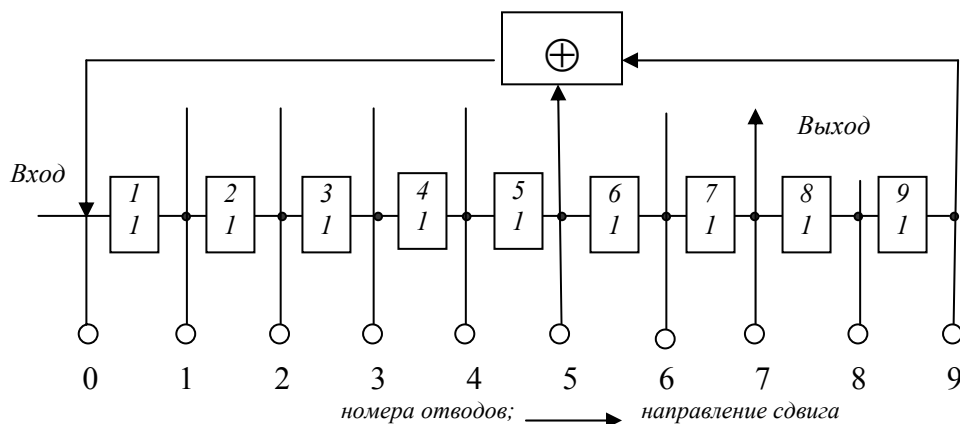 ⊕
Выход
Вход
1 2 3 4 5 6 7 8 9
1 1 1 1 1 1 1 1 1
0 1 2 3 4 5 6 7 8 9
номера отводов; направление сдвига